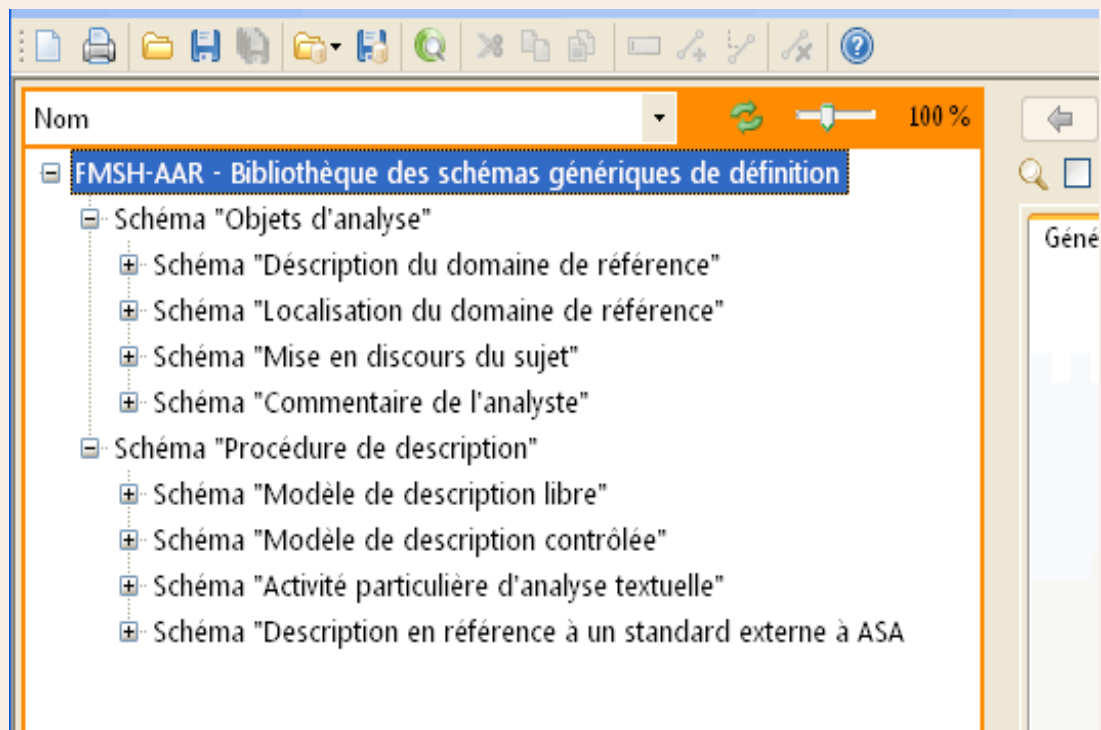 Nom
100 %
FMSH-AAR - Bibliothèque des schémas génériques de définition
Schéma "Objets d'analyse"
Schéma "Déscription du domaine de référence"
Schéma "Localisation du domaine de référence"
Schéma "Mise en discours du sujet"
Schéma "Commentaire de l'analyste"
Schéma "Procédure de description"
Schéma "Modèle de description libre"
Schéma "Modèle de description contrôlée"
Schéma "Activité particulière d'analyse textuelle"
Schéma "Description en référence à un standard externe à ASA
Géné